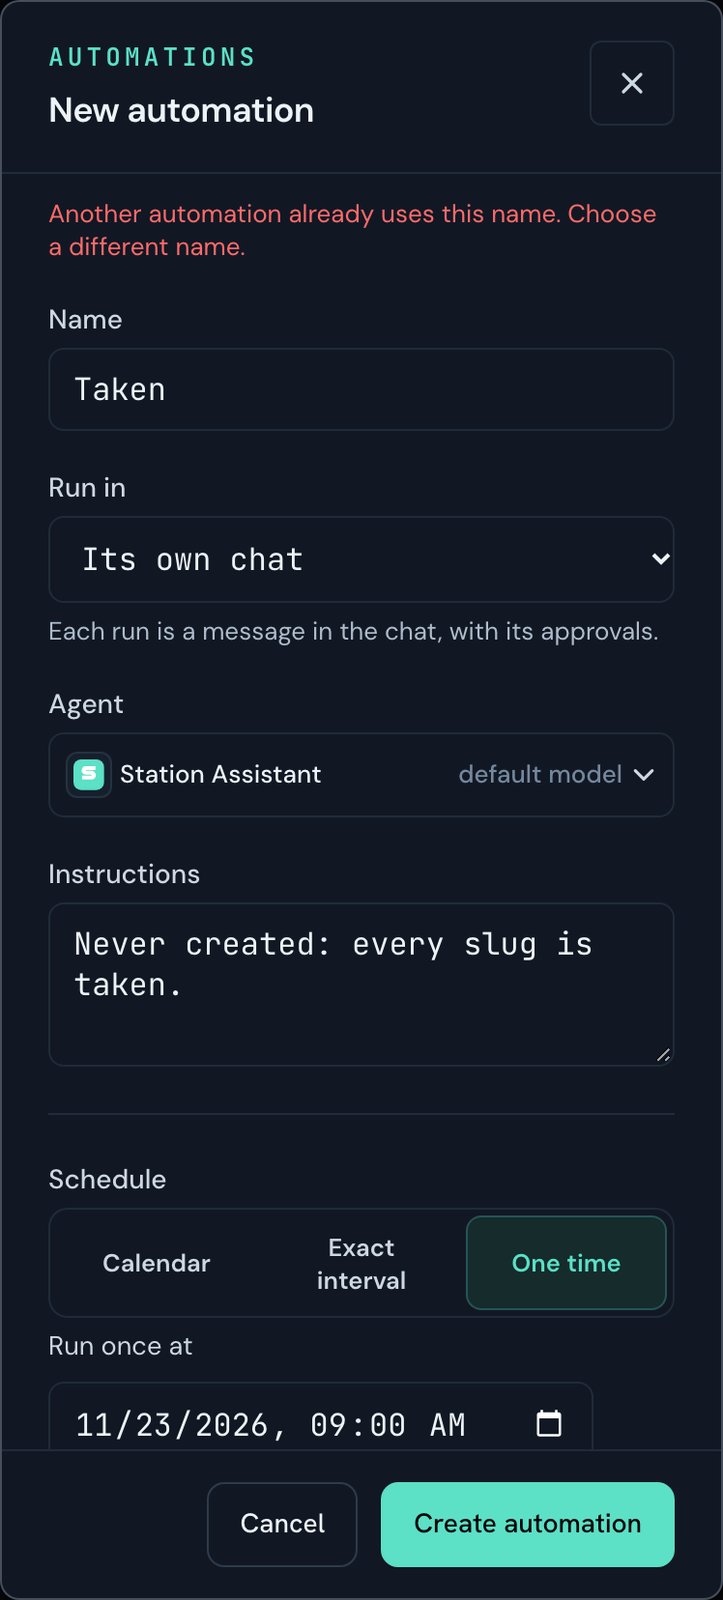 AUTOMATIONS
New automation
Another automation already uses this name. Choose
a different name.
Name
Taken
Run in
Its own chat
Each run is a message in the chat, with its approvals.
Agent
S Station Assistant default model
Instructions
Never created: every slug is
taken.
Schedule
Calendar
Exact
interval
One time
Run once at
11/23/2026, 09:00 AM
Cancel
Create automation